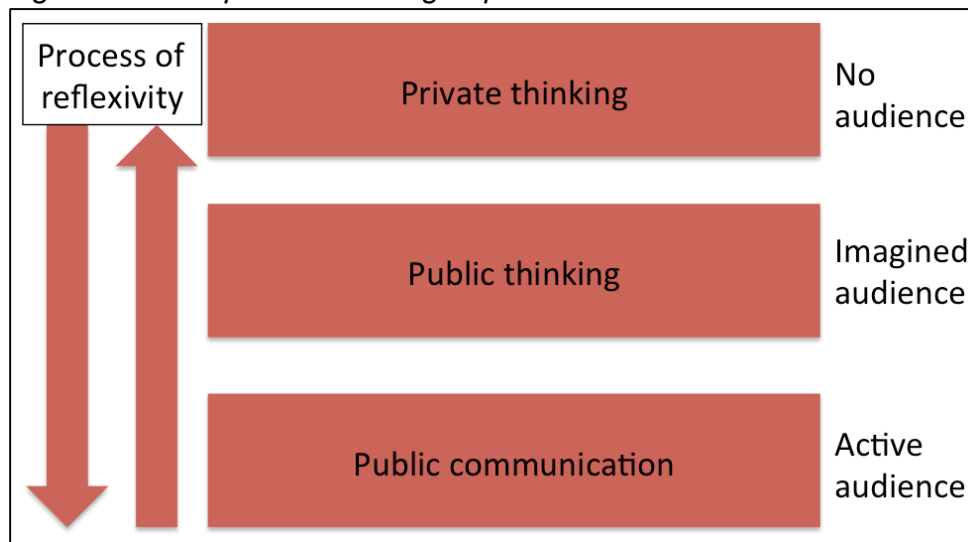 Process of
reflexivity
Private thinking
No
audience
Public thinking
Imagined
audience
Public communication
Active
audience